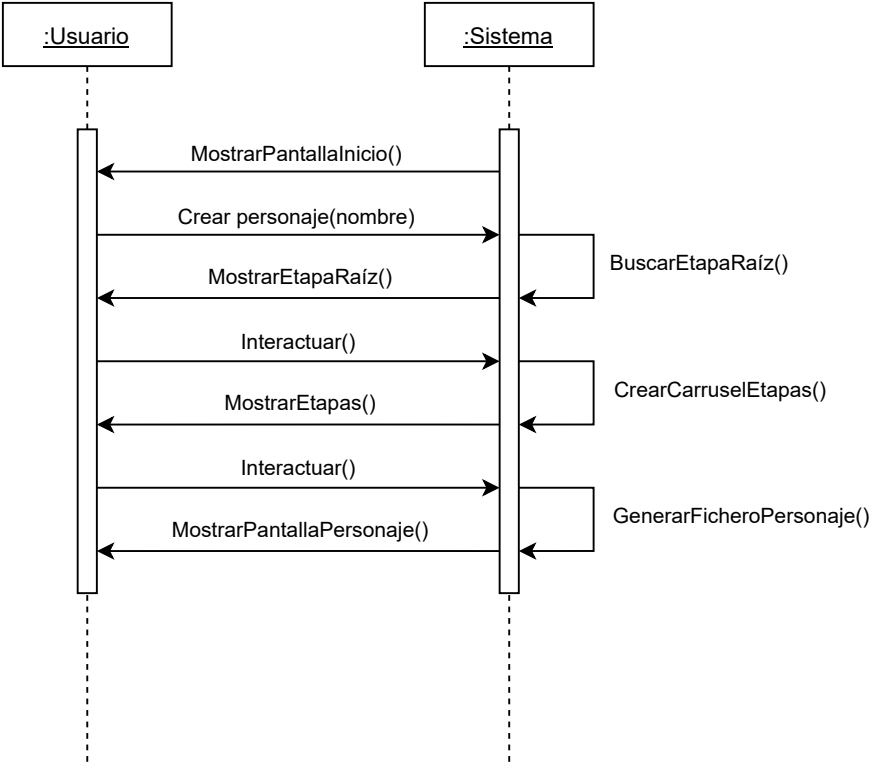 :Usuario
:Sistema
MostrarPantallaInicio()
Crear personaje(nombre)
BuscarEtapaRaíz()
MostrarEtapaRaíz()
Interactuar()
CrearCarruselEtapas()
MostrarEtapas()
Interactuar()
GenerarFicheroPersonaje()
MostrarPantallaPersonaje()